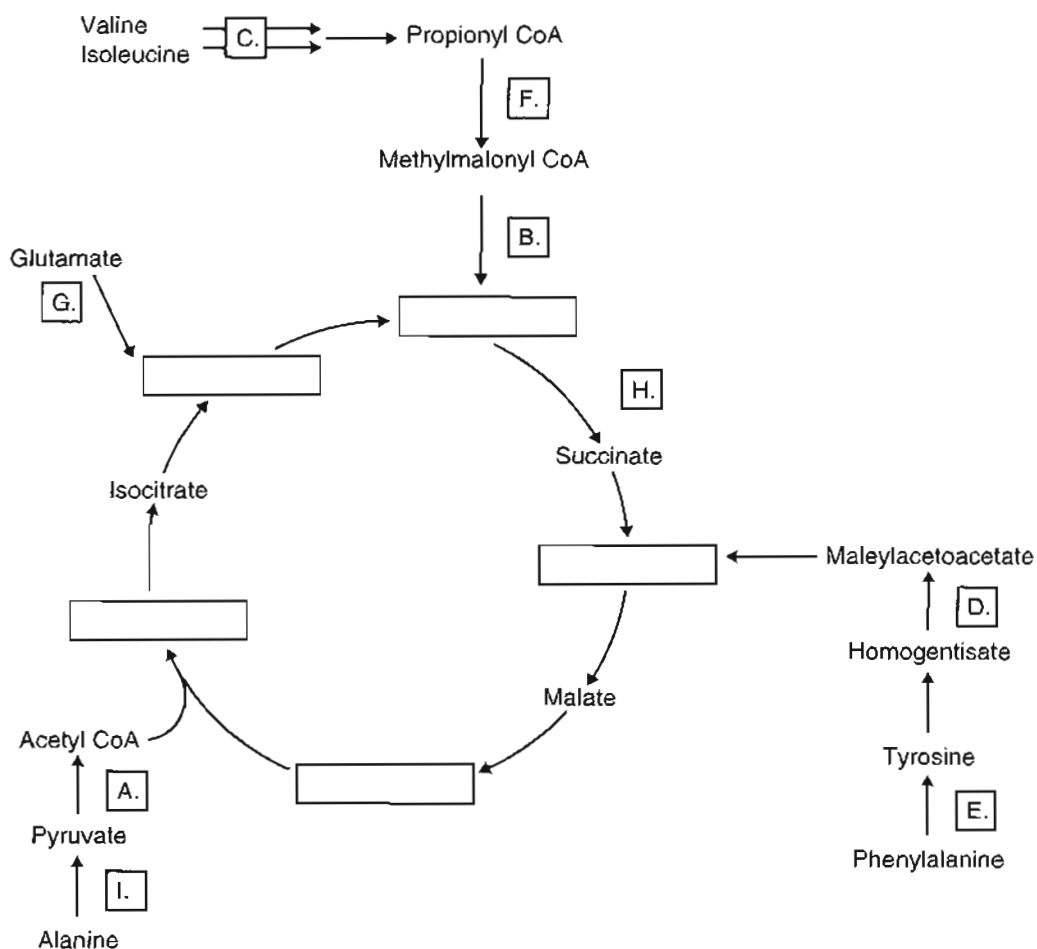 Valine
Isoleucine
C.
Propionyl CoA
F.
Methylmalonyl CoA
B.
Glutamate
G.
H.
Succinate
Isocitrate
Maleylacetoacetate
D.
Homogentisate
Malate
Acetyl CoA
Tyrosine
A.
E.
Pyruvate
Phenylalanine
I.
Alanine